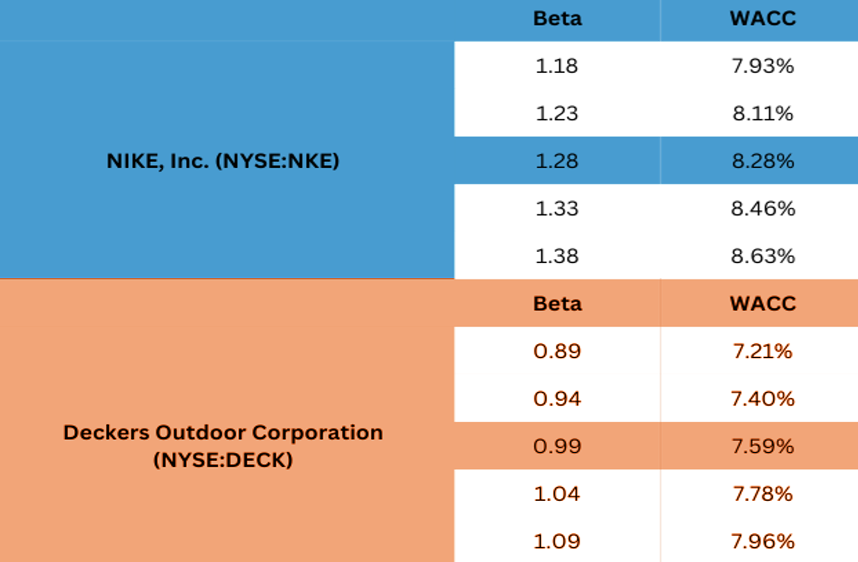 Beta WACC
1.18 7.93%
1.23 8.11%
NIKE, Inc. (NYSE:NKE) 1.28 8.28%
1.33 8.46%
1.38 8.63%
Beta WACC
0.89 7.21%
0.94 7.40%
Deckers Outdoor Corporation
(NYSE:DECK)
0.99 7.59%
1.04 7.78%
1.09 7.96%